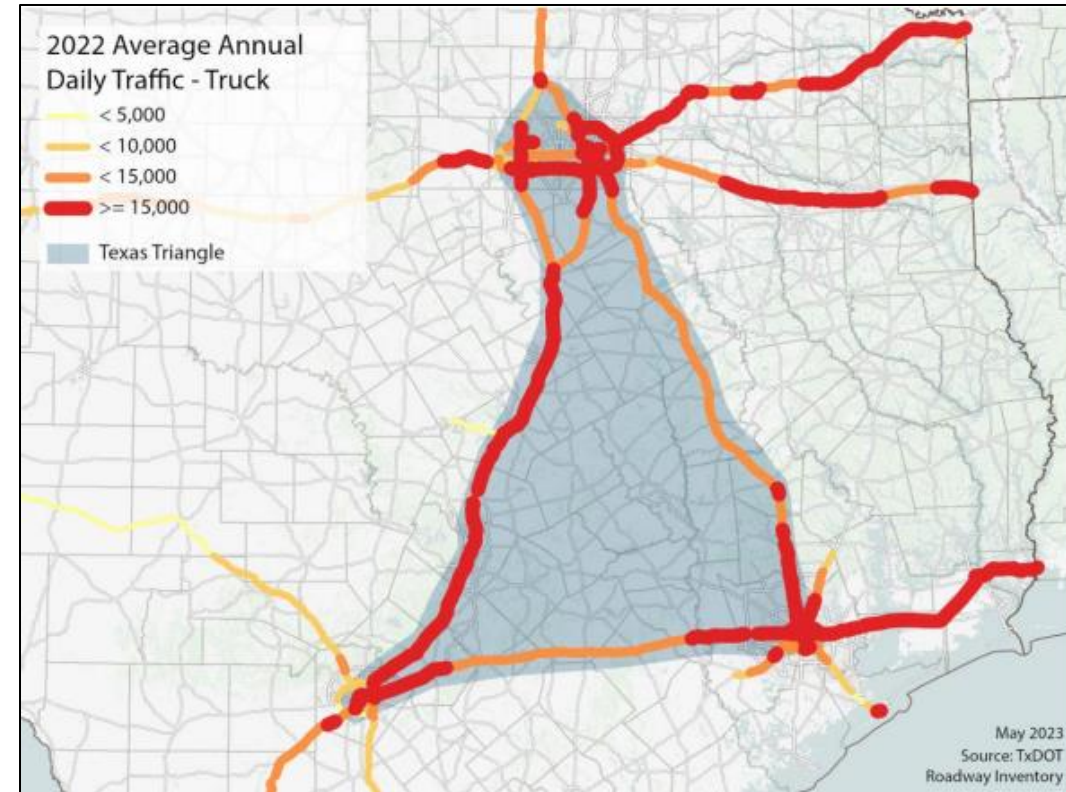 2022 Average Annual
Daily Traffic - Truck
< 5,000
< 10,000
< 15,000
>= 15,000
Texas Triangle
May 2023
Source: TxDOT
Roadway Inventory